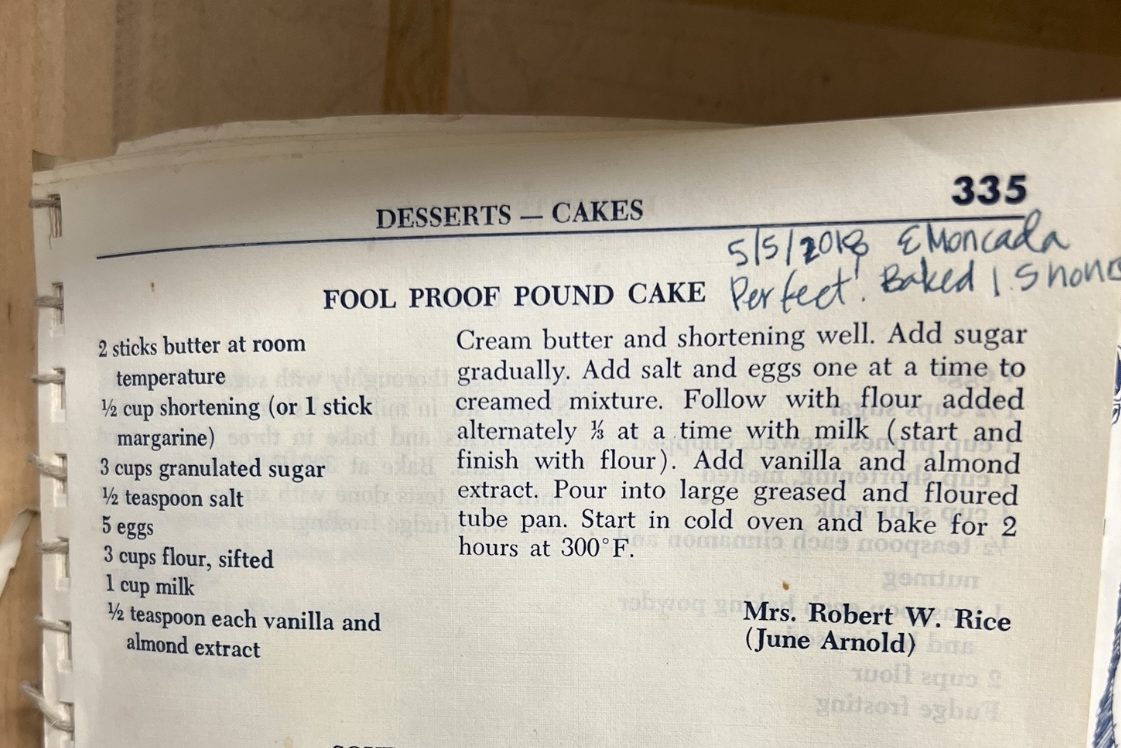 335
DESSERTS — CAKES
5/5/2018 E Moncada
Perfect! Baked 1.5
FOOL PROOF POUND CAKE
2 sticks butter at room
temperature
½ cup shortening (or 1 stick
margarine)
3 cups granulated sugar
½ teaspoon salt
5 eggs
3 cups flour, sifted
1 cup milk
½ teaspoon each vanilla and
almond extract
Cream butter and shortening well. Add sugar
gradually. Add salt and eggs one at a time to
creamed mixture. Follow with flour added
alternately ⅓ at a time with milk (start and
finish with flour). Add vanilla and almond
extract. Pour into large greased and floured
tube pan. Start in cold oven and bake for 2
hours at 300°F.
Mrs. Robert W. Rice
(June Arnold)